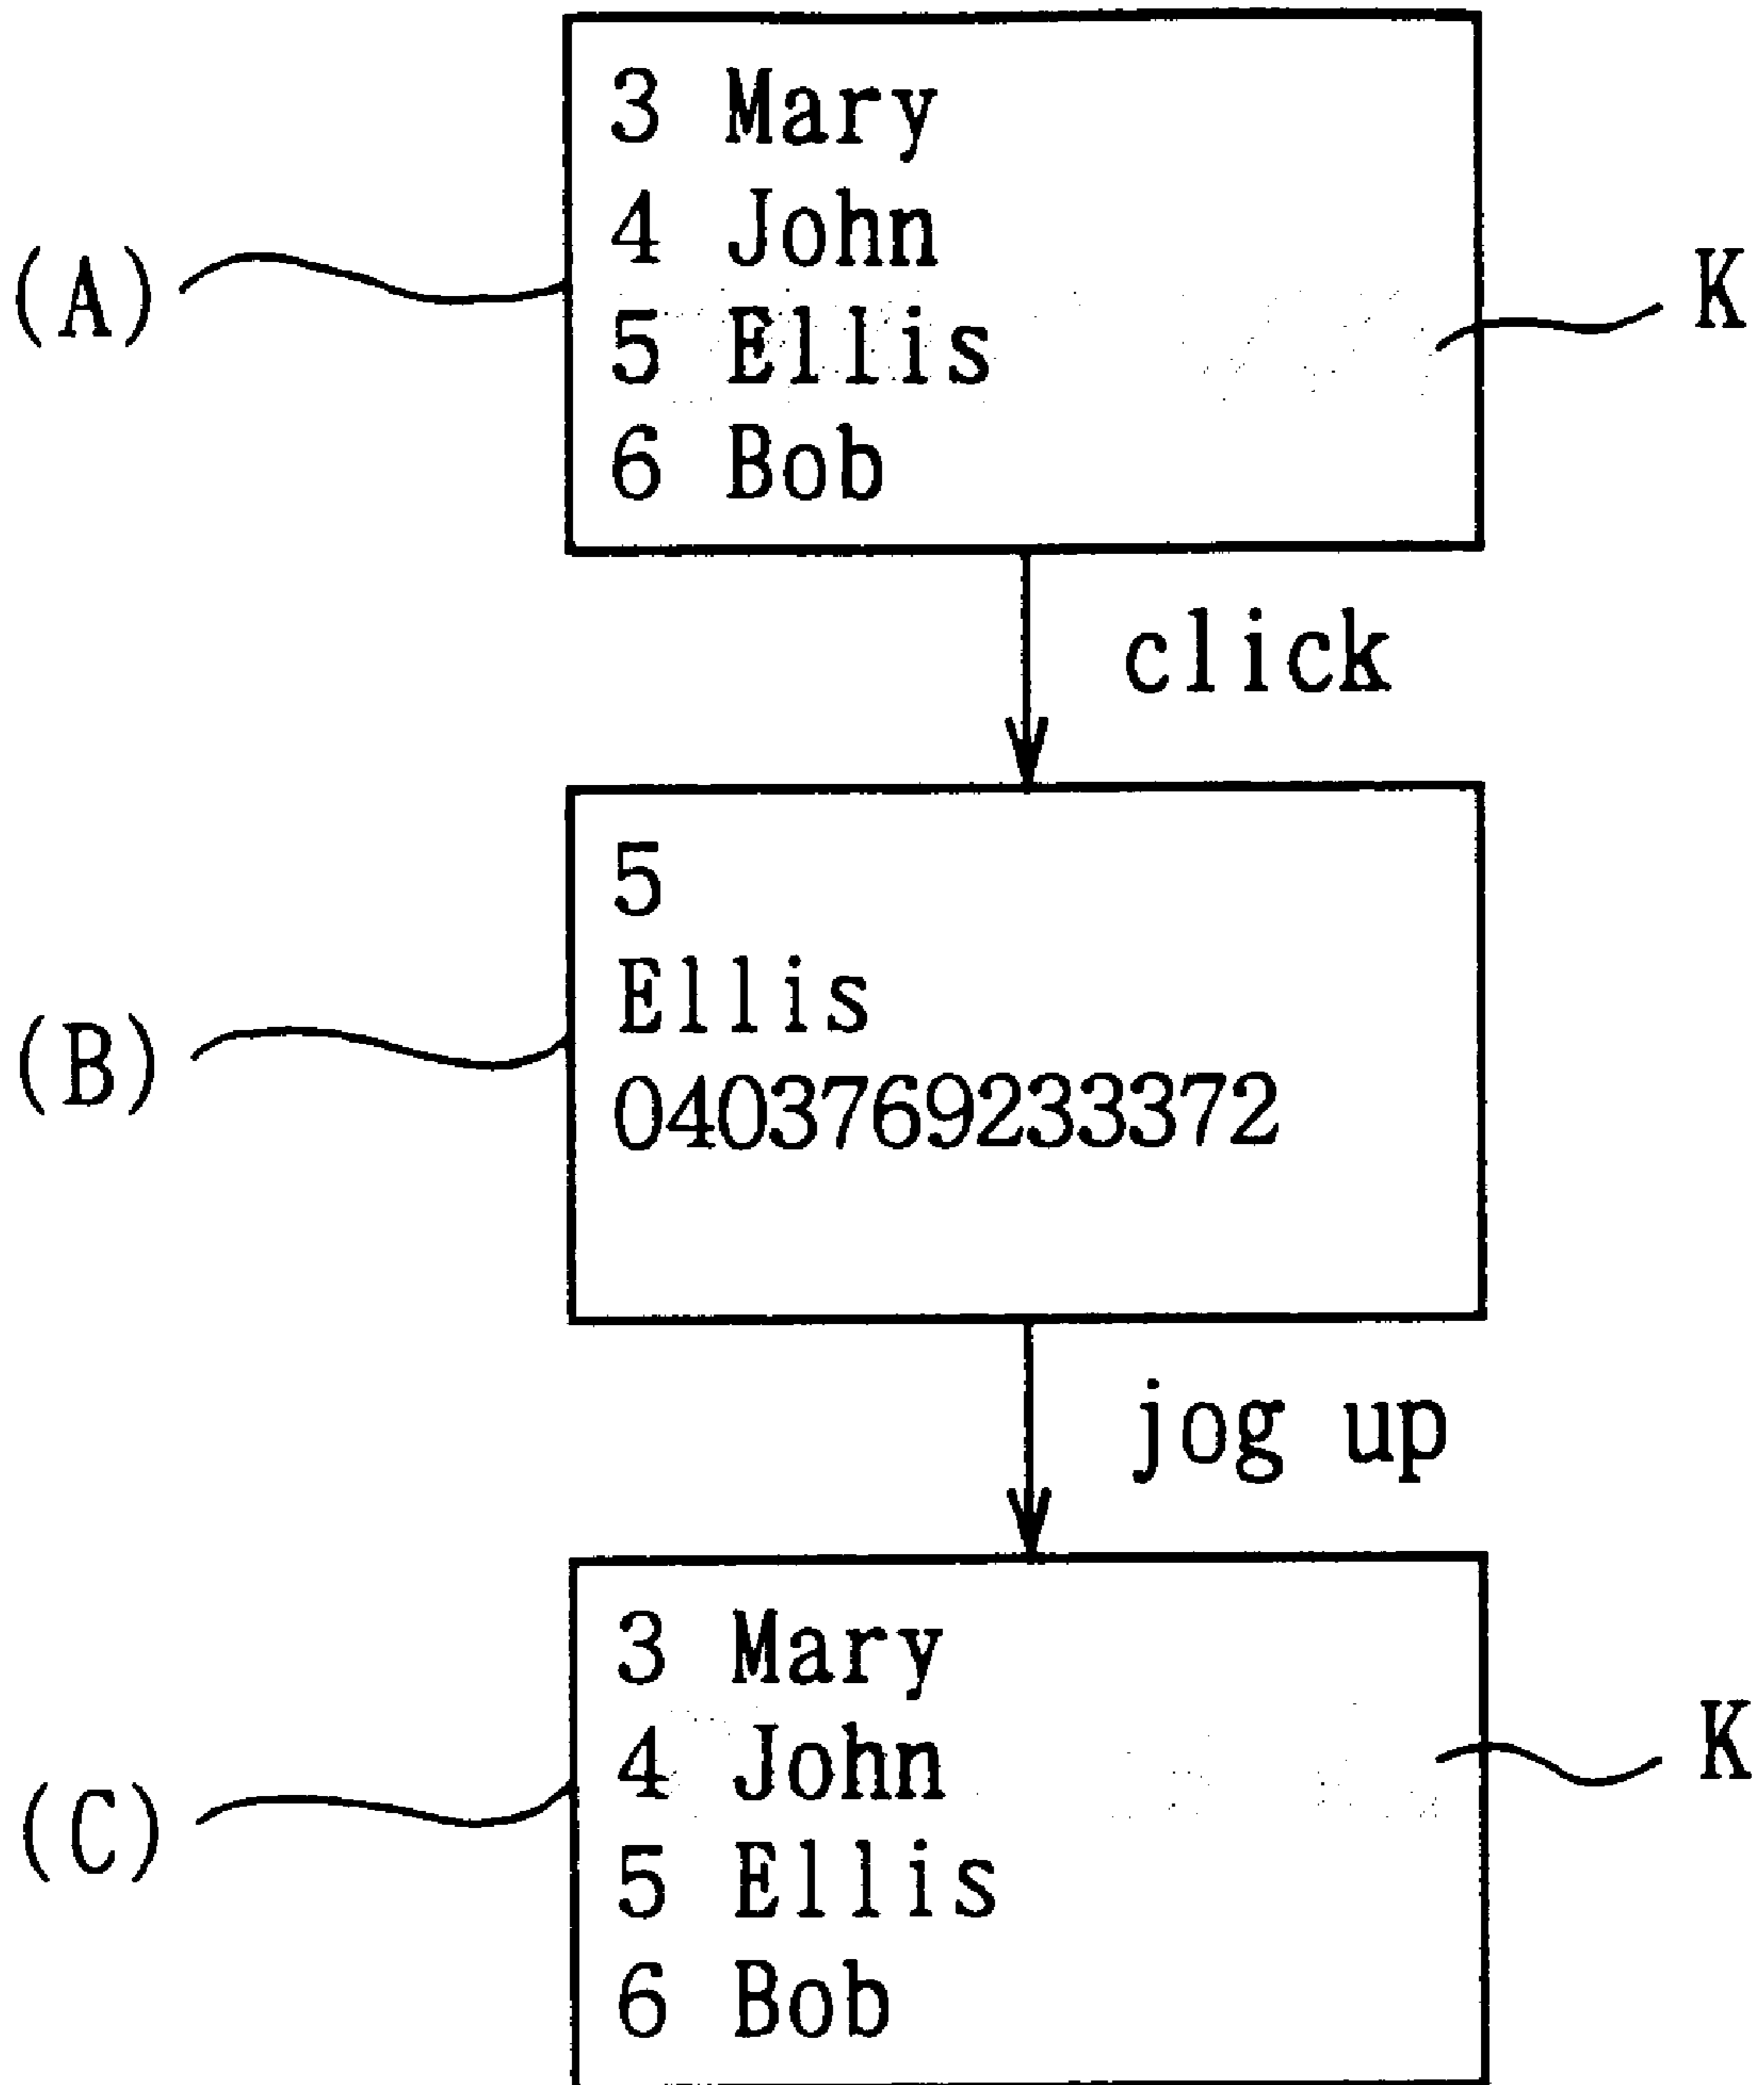 3 Mary
4 John
(A)
K
5 Ellis
6 Bob
click
5
Ellis
(B)
0403769233372
jog up
3 Mary
4 John
K
(C)
5 Ellis
6 Bob